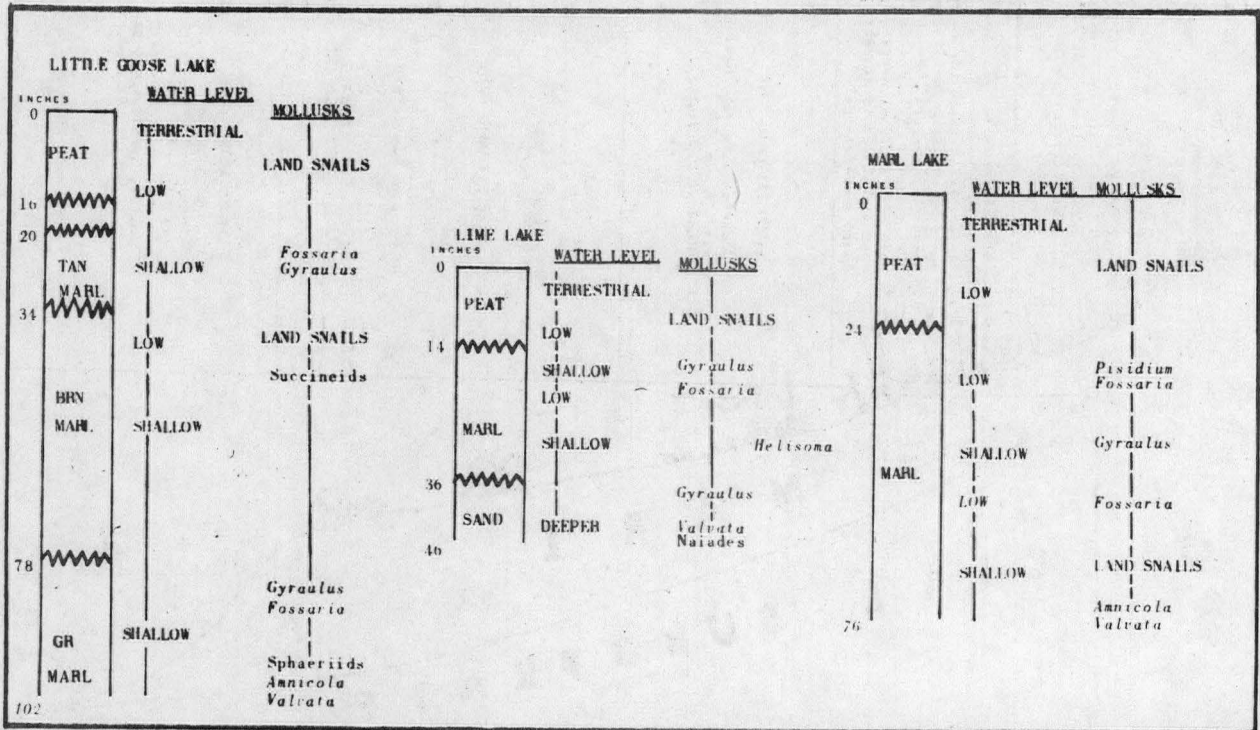 LITTLE GOOSE LAKE
INCHES
WATER LEVEL
MOLLUSKS
0
TERRESTRIAL
PEAT
LAND SNAILS
LOW
16
20
Fossaria
TAN
SHALLOW
Gyraulus
MARL
34
LOW
LAND SNAILS
Succineids
BRN
MARL
SHALLOW
78
Gyraulus
Fossaria
GR
SHALLOW
MARL
Sphaeriids
Amnicola
Valvata
102
LIME LAKE
INCHES
WATER LEVEL
MOLLUSKS
0
TERRESTRIAL
PEAT
LAND SNAILS
LOW
14
SHALLOW
Gyraulus
LOW
Fossaria
MARL
SHALLOW
Helisoma
36
Gyraulus
SAND
DEEPER
Valvata
Naiades
46
MARL LAKE
INCHES
WATER LEVEL
MOLLUSKS
0
TERRESTRIAL
PEAT
LAND SNAILS
LOW
24
Pisidium
LOW
Fossaria
SHALLOW
Gyraulus
MARL
LOW
Fossaria
SHALLOW
LAND SNAILS
Amnicola
76
Valvata